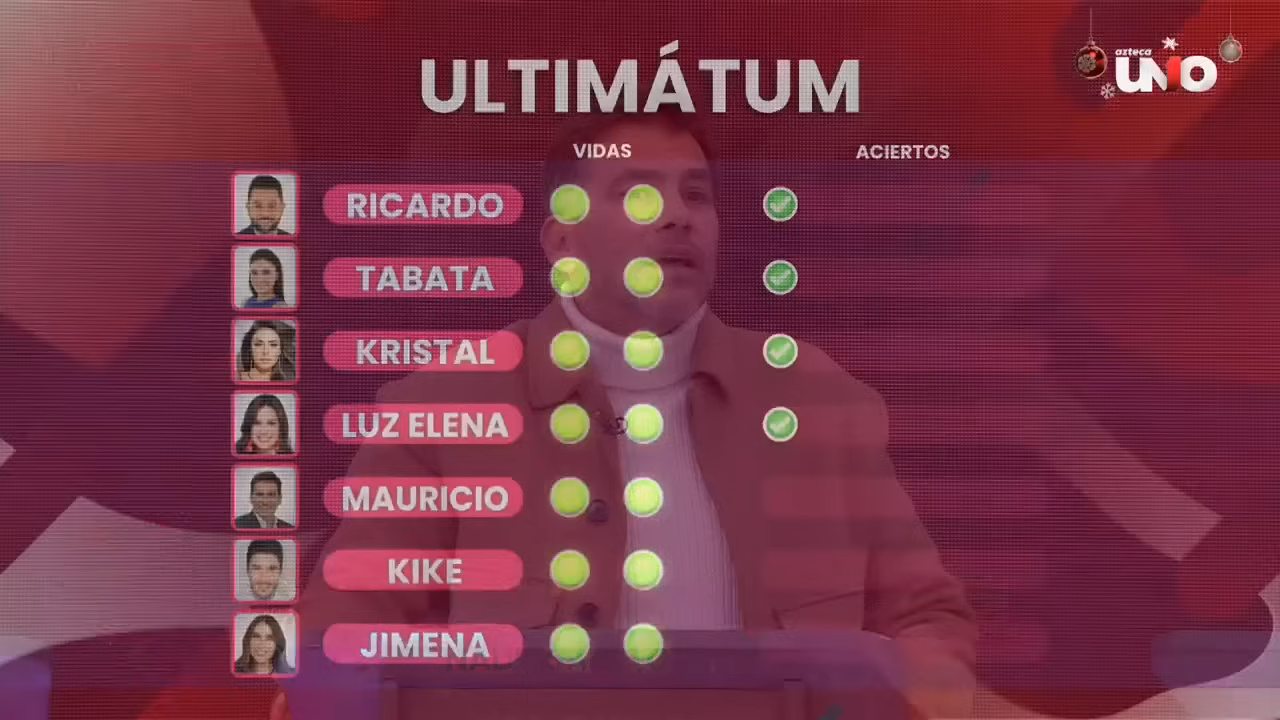 azteca
UNO
ULTIMÁTUM
VIDAS ACIERTOS
RICARDO
TABATA
KRISTAL
LUZ ELENA
MAURICIO
KIKE
JIMENA